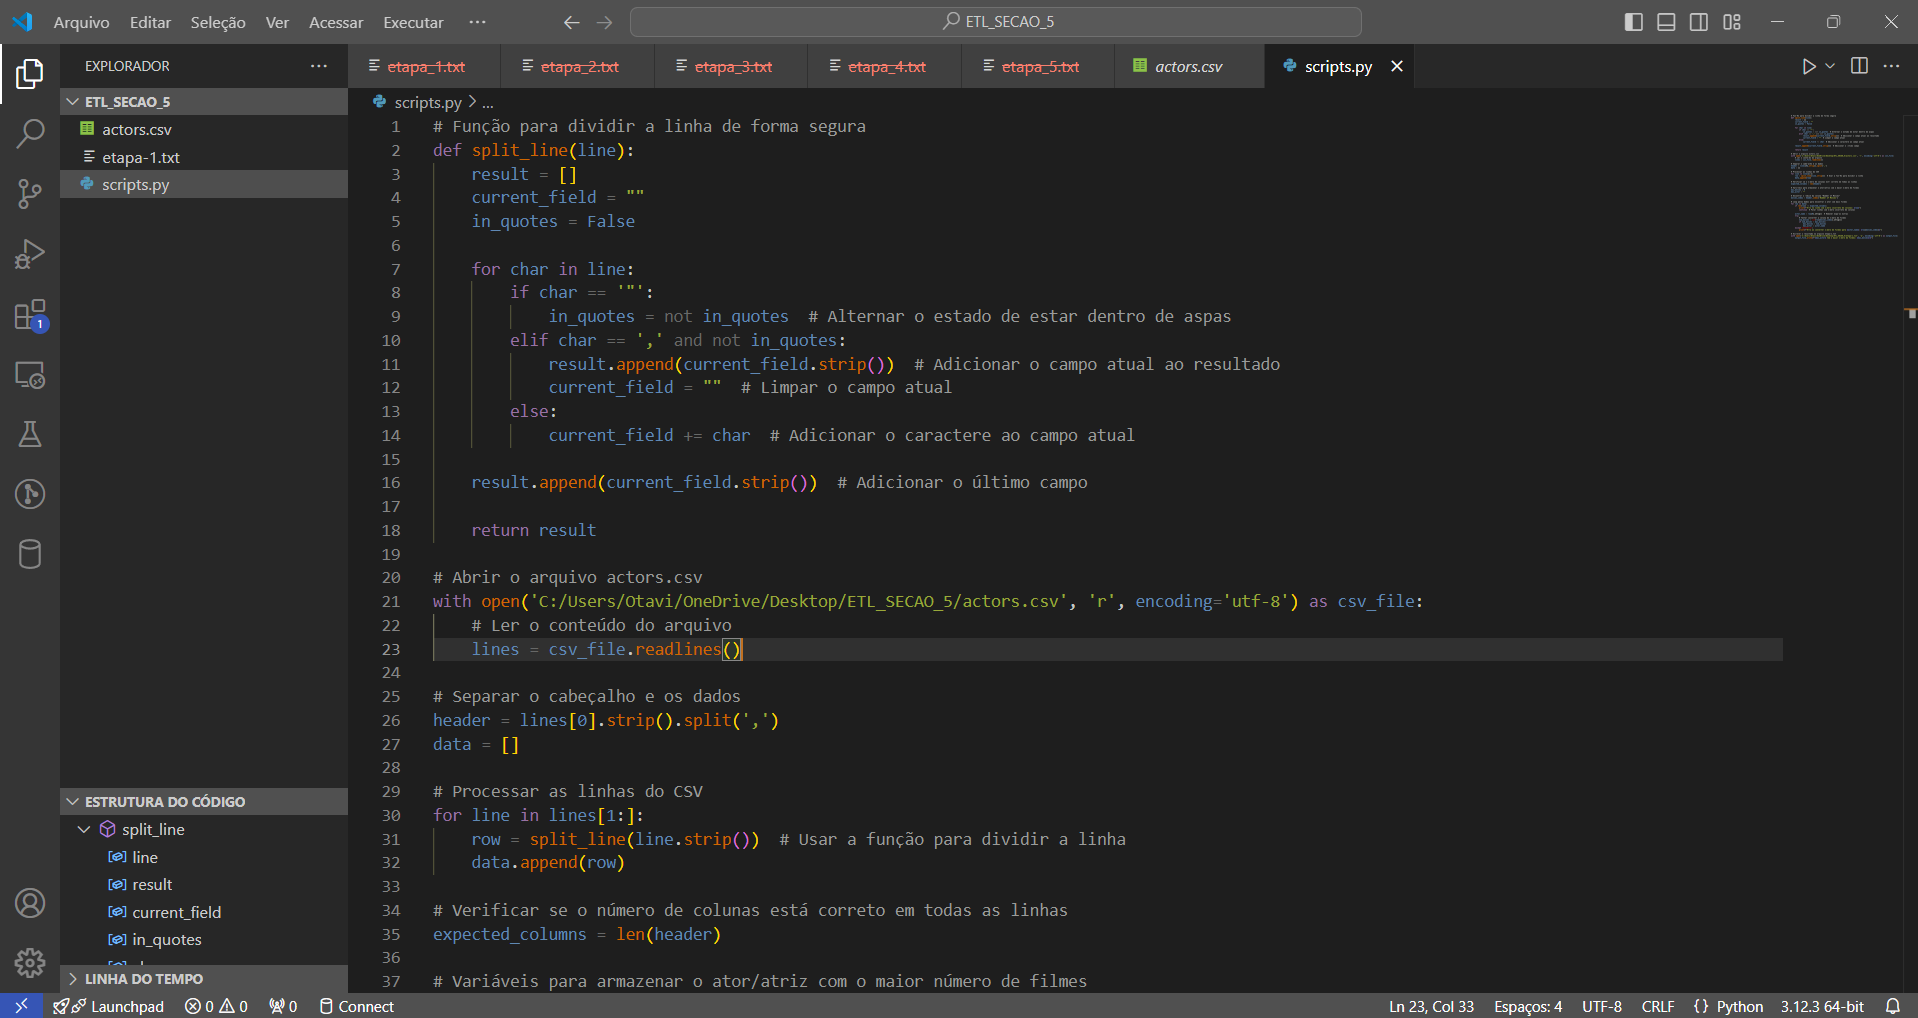 Arquivo Editar Seleção Ver Acessar Executar ··· ETL_SECAO_5
EXPLORADOR ···
ETL_SECAO_5
actors.csv
etapa-1.txt
scripts.py
ESTRUTURA DO CÓDIGO
split_line
line
result
current_field
in_quotes
LINHA DO TEMPO
etapa_1.txt etapa_2.txt etapa_3.txt etapa_4.txt etapa_5.txt actors.csv scripts.py
scripts.py > ...
1 # Função para dividir a linha de forma segura
2 def split_line(line):
3 result = []
4 current_field = ""
5 in_quotes = False
6
7 for char in line:
8 if char == '"':
9 in_quotes = not in_quotes # Alternar o estado de estar dentro de aspas
10 elif char == ',' and not in_quotes:
11 result.append(current_field.strip()) # Adicionar o campo atual ao resultado
12 current_field = "" # Limpar o campo atual
13 else:
14 current_field += char # Adicionar o caractere ao campo atual
15
16 result.append(current_field.strip()) # Adicionar o último campo
17
18 return result
19
20 # Abrir o arquivo actors.csv
21 with open('C:/Users/Otavi/OneDrive/Desktop/ETL_SECAO_5/actors.csv', 'r', encoding='utf-8') as csv_file:
22 # Ler o conteúdo do arquivo
23 lines = csv_file.readlines()
24
25 # Separar o cabeçalho e os dados
26 header = lines[0].strip().split(',')
27 data = []
28
29 # Processar as linhas do CSV
30 for line in lines[1:]:
31 row = split_line(line.strip()) # Usar a função para dividir a linha
32 data.append(row)
33
34 # Verificar se o número de colunas está correto em todas as linhas
35 expected_columns = len(header)
36
37 # Variáveis para armazenar o ator/atriz com o maior número de filmes
1
Launchpad 0 0 0 Connect Ln 23, Col 33 Espaços: 4 UTF-8 CRLF {} Python 3.12.3 64-bit